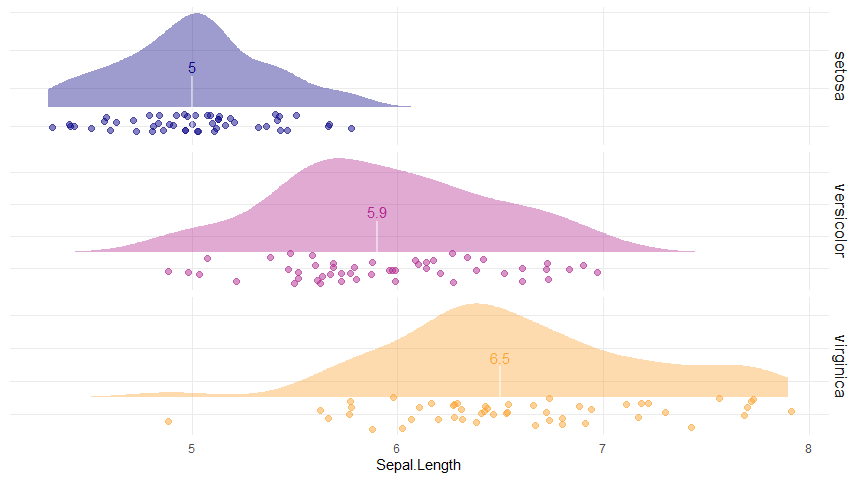 5
setosa
5.9
versicolor
6.5
virginica
5 6 7 8
Sepal.Length